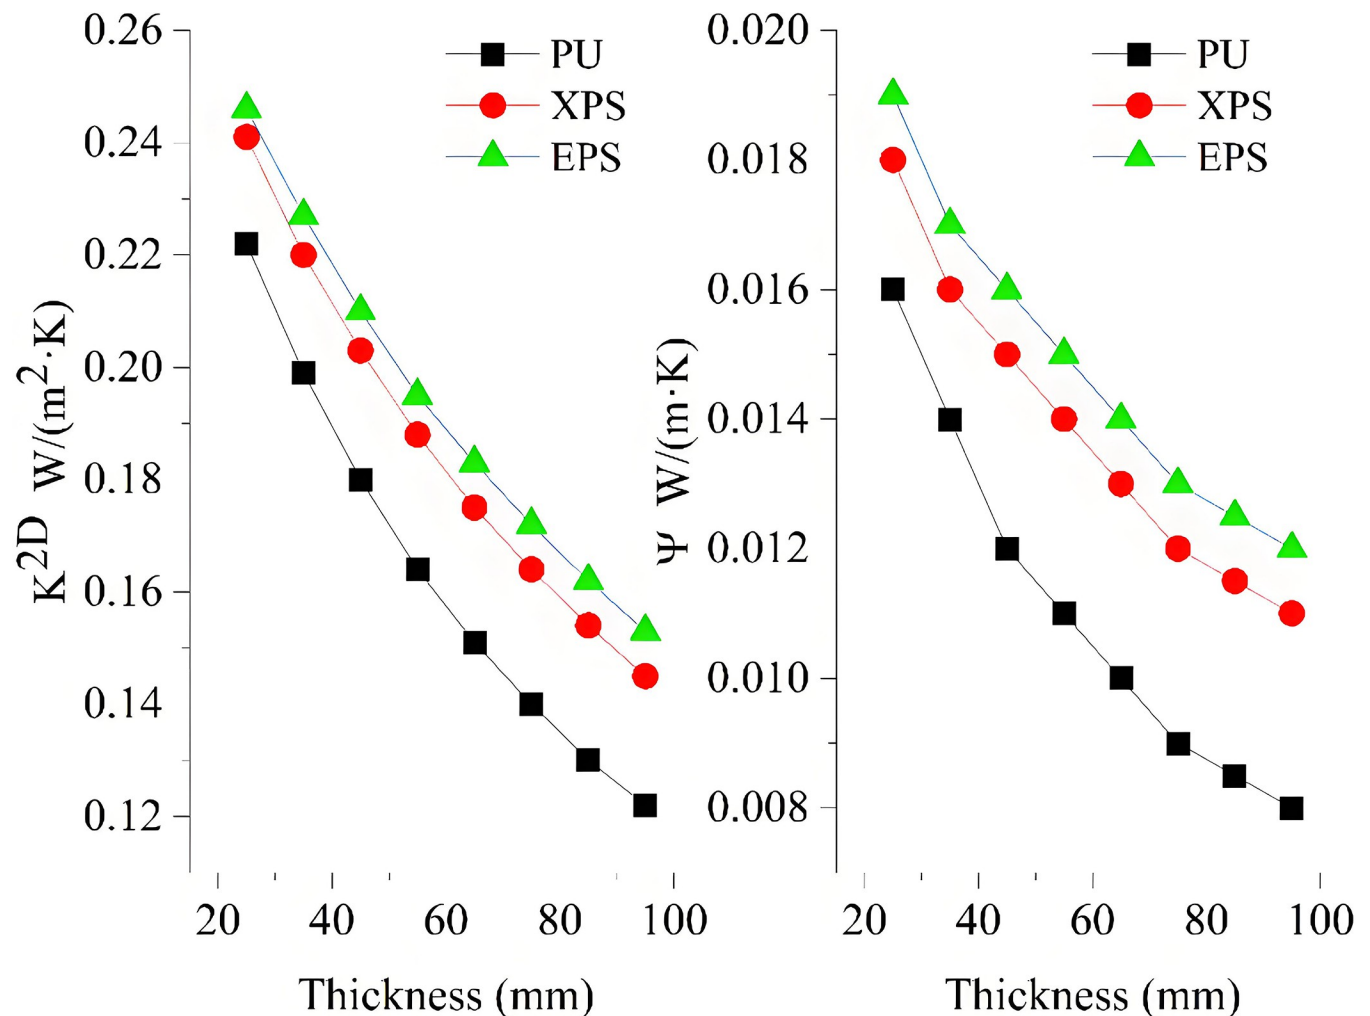 0.26
0.24
0.22
0.20
0.18
0.16
0.14
0.12
K2D W/(m2·K)
PU
XPS
EPS
20 40 60 80 100
Thickness (mm)
0.020
0.018
0.016
0.014
0.012
0.010
0.008
Ψ W/(m·K)
PU
XPS
EPS
20 40 60 80 100
Thickness (mm)